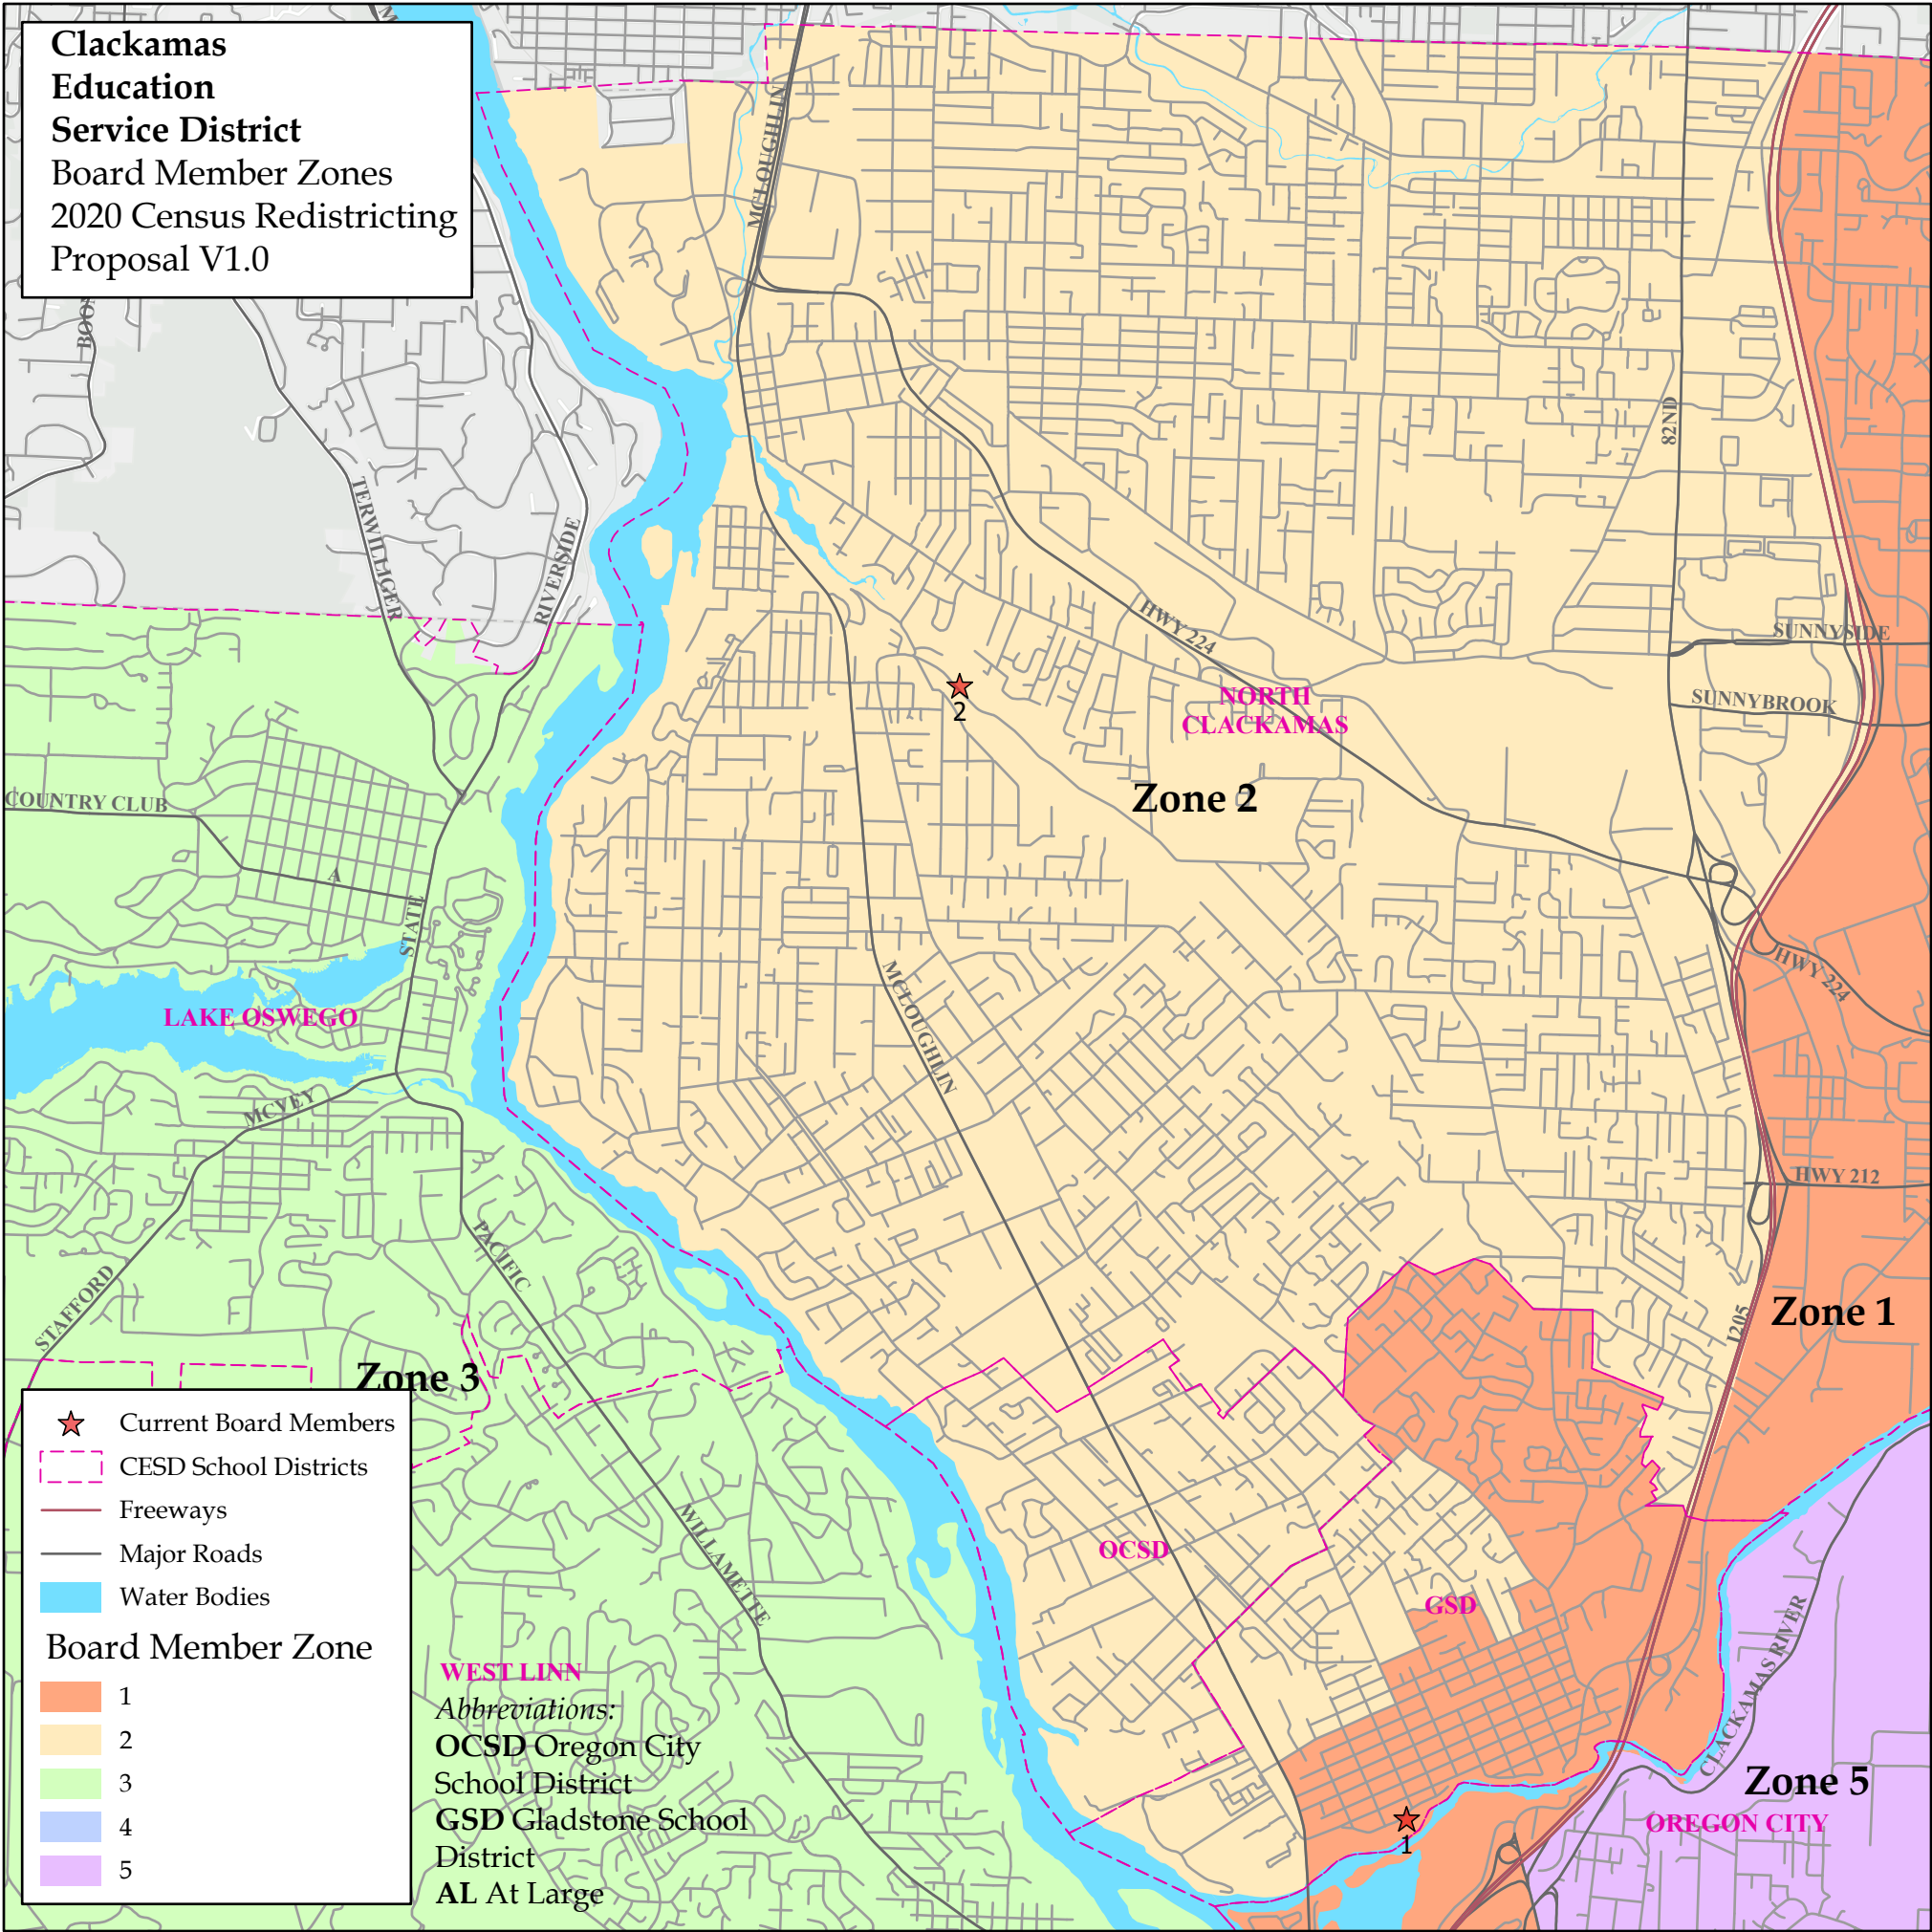 Clackamas
Education
Service District
Board Member Zones
2020 Census Redistricting
Proposal V1.0
MCLOUGHLIN
82ND
TERWILLIGER
RIVERSIDE
HWY 224
SUNNYSIDE
SUNNYBROOK
2
NORTH
CLACKAMAS
Zone 2
COUNTRY CLUB
A
STATE
LAKE OSWEGO
MCLOUGHLIN
HWY 224
MCVEY
HWY 212
PACIFIC
STAFFORD
I205
Zone 1
Zone 3
WILLAMETTE
OCSD
GSD
CLACKAMAS RIVER
Zone 5
OREGON CITY
1
WEST LINN
Current Board Members
CESD School Districts
Freeways
Major Roads
Water Bodies
Board Member Zone
1
2
3
4
5
Abbreviations:
OCSD Oregon City
School District
GSD Gladstone School
District
AL At Large